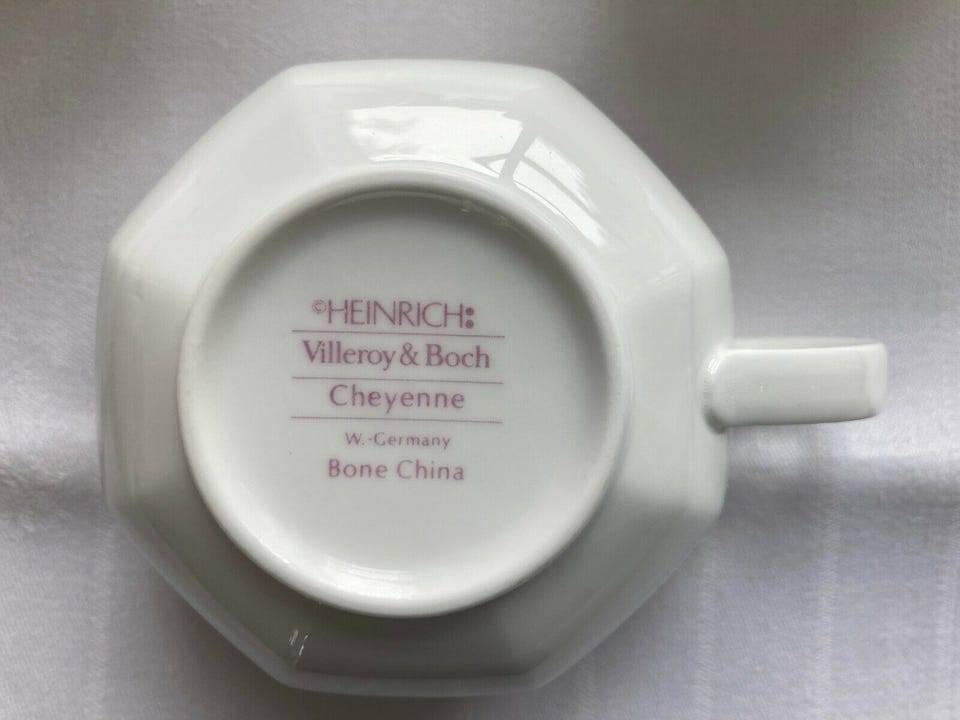 ©HEINRICH:
Villeroy & Boch
Cheyenne
W.-Germany
Bone China